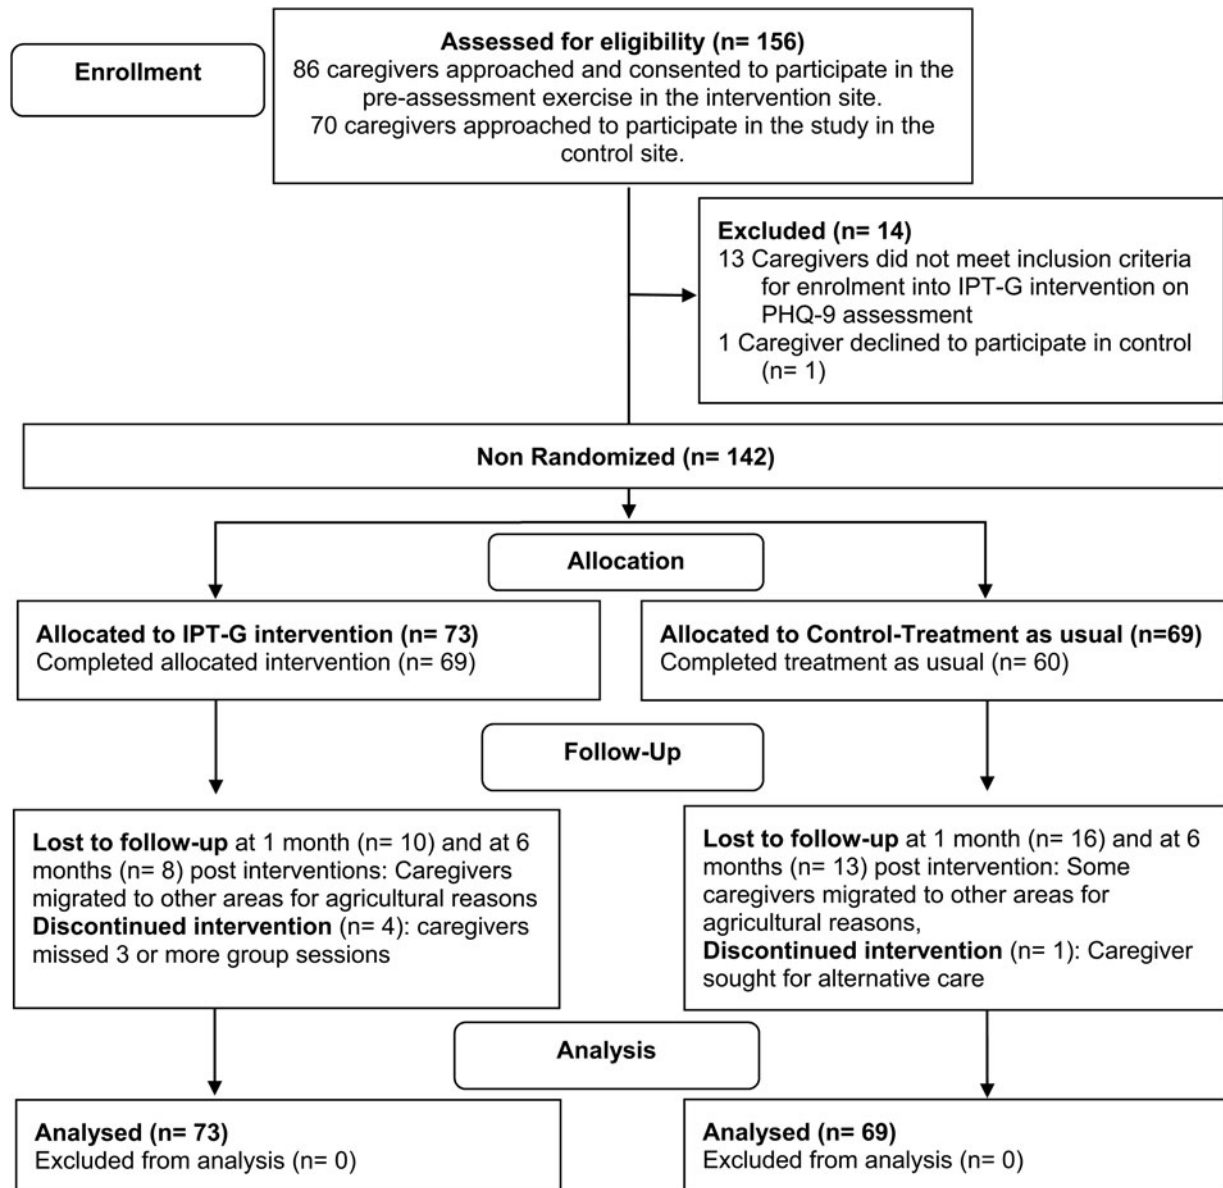 Enrollment
Assessed for eligibility (n= 156)
86 caregivers approached and consented to participate in the
pre-assessment exercise in the intervention site.
70 caregivers approached to participate in the study in the
control site.
Excluded (n= 14)
13 Caregivers did not meet inclusion criteria
for enrolment into IPT-G intervention on
PHQ-9 assessment
1 Caregiver declined to participate in control
(n= 1)
Non Randomized (n= 142)
Allocation
Allocated to IPT-G intervention (n= 73)
Completed allocated intervention (n= 69)
Allocated to Control-Treatment as usual (n=69)
Completed treatment as usual (n= 60)
Follow-Up
Lost to follow-up at 1 month (n= 10) and at 6
months (n= 8) post interventions: Caregivers
migrated to other areas for agricultural reasons
Discontinued intervention (n= 4): caregivers
missed 3 or more group sessions
Lost to follow-up at 1 month (n= 16) and at 6
months (n= 13) post intervention: Some
caregivers migrated to other areas for
agricultural reasons,
Discontinued intervention (n= 1): Caregiver
sought for alternative care
Analysis
Analysed (n= 73)
Excluded from analysis (n= 0)
Analysed (n= 69)
Excluded from analysis (n= 0)